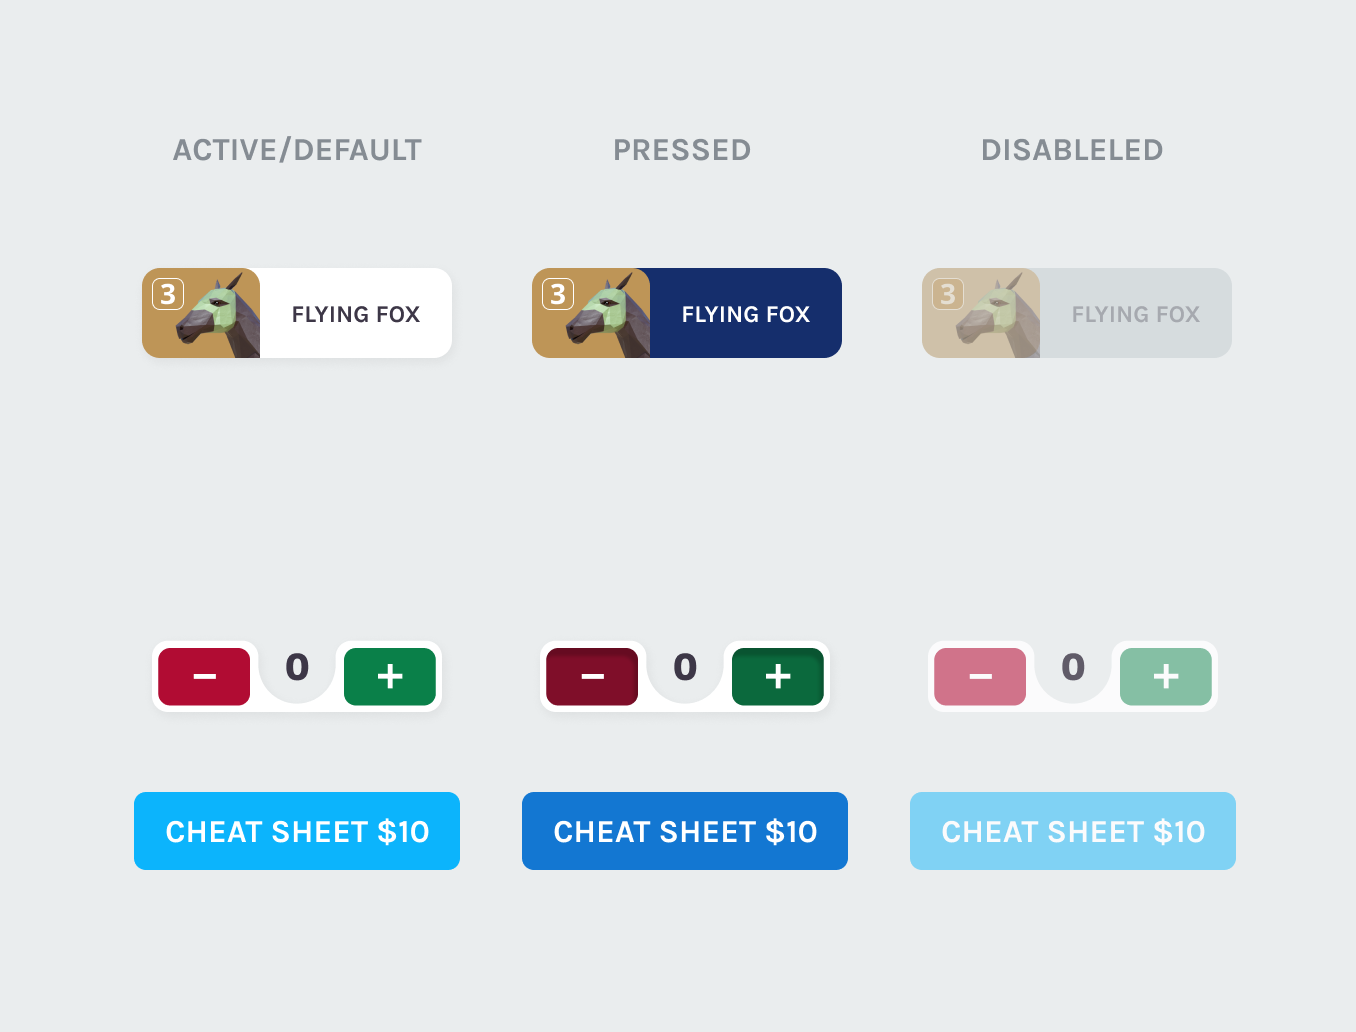 ACTIVE/DEFAULT PRESSED DISABLELED
3 FLYING FOX 3 FLYING FOX 3 FLYING FOX
− 0 + − 0 + − 0 +
CHEAT SHEET $10 CHEAT SHEET $10 CHEAT SHEET $10